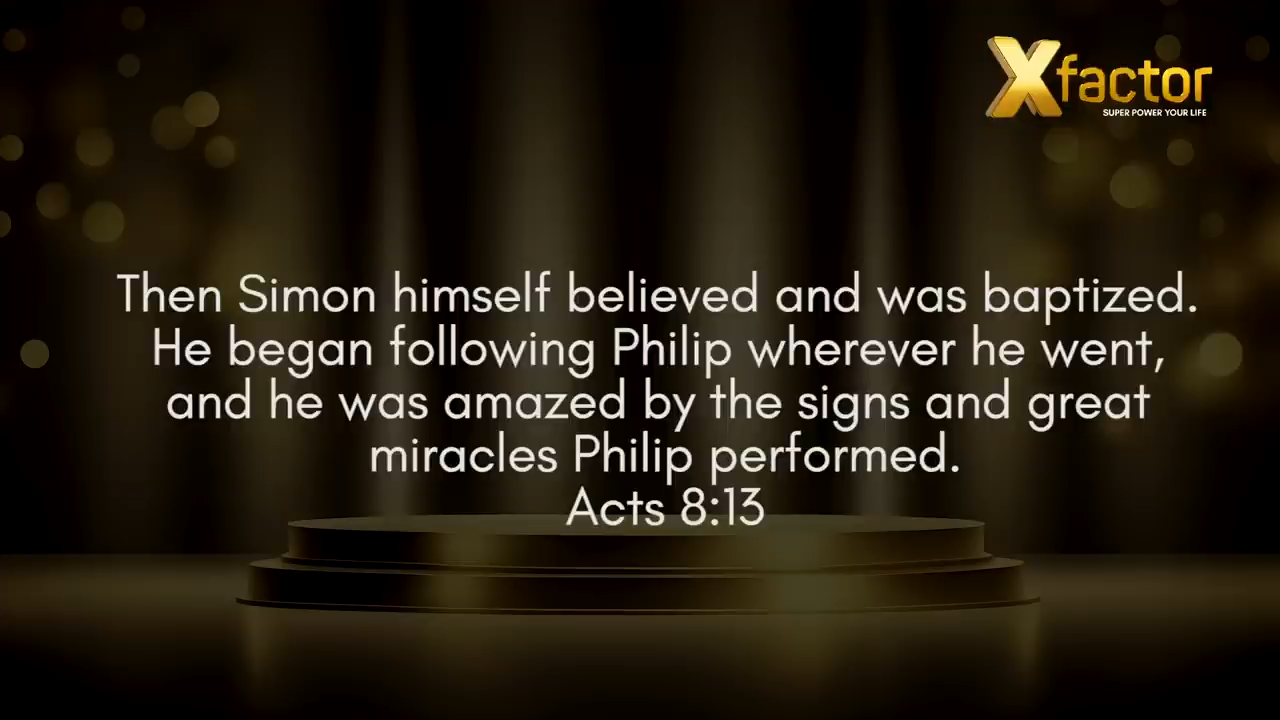 Xfactor
SUPER POWER YOUR LIFE
Then Simon himself believed and was baptized.
He began following Philip wherever he went,
and he was amazed by the signs and great
miracles Philip performed.
Acts 8:13